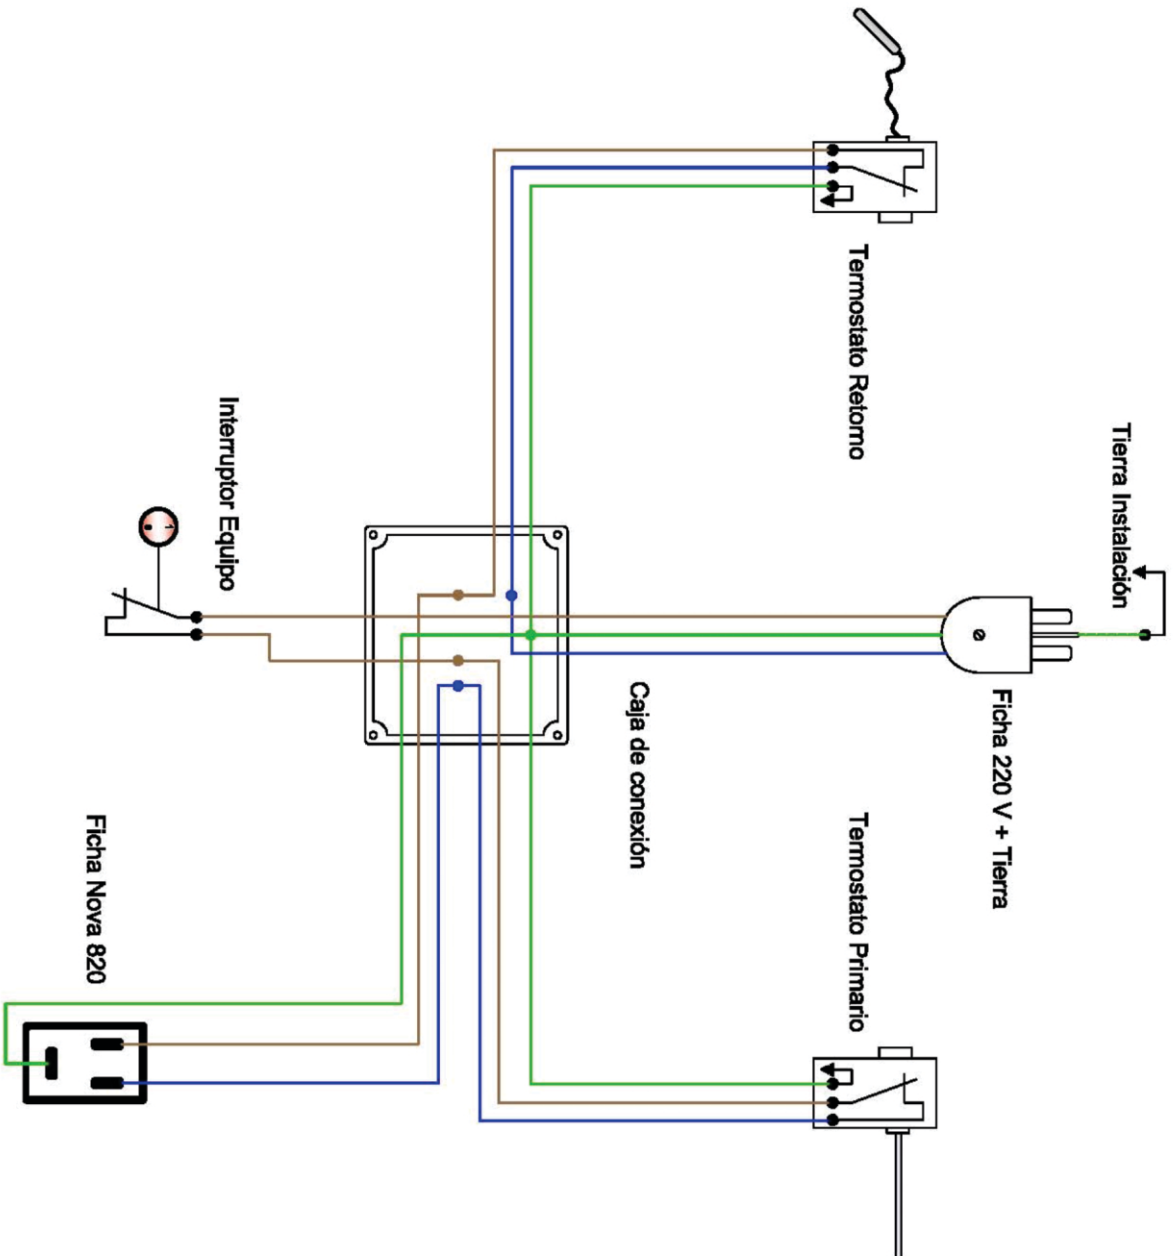 Tierra Instalación
Ficha 220 V + Tierra
Termostato Retorno
Termostato Primario
Caja de conexión
Interruptor Equipo
Ficha Nova 820